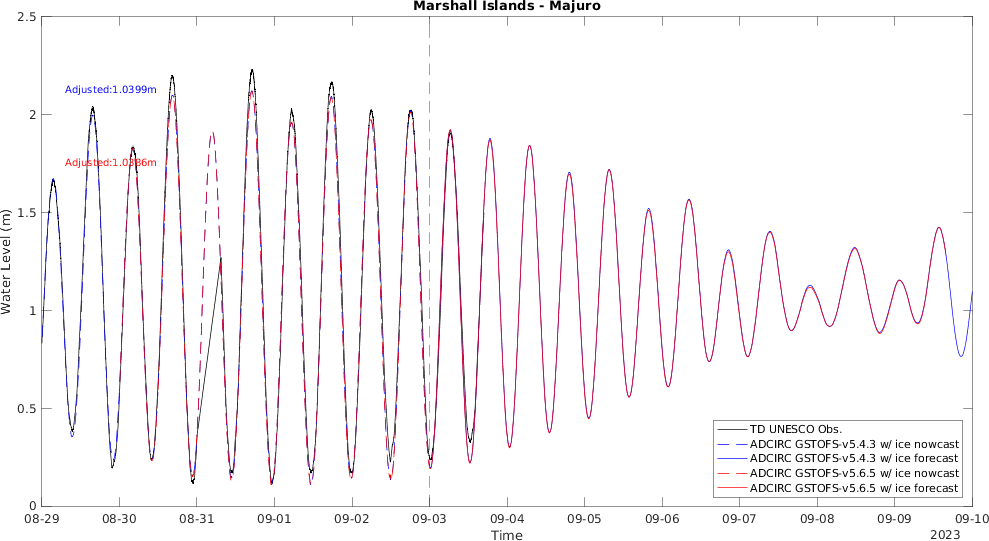 Marshall Islands - Majuro
2.5
2
1.5
1
0.5
0
Water Level (m)
Adjusted:1.0399m
Adjusted:1.0386m
TD UNESCO Obs.
ADCIRC GSTOFS-v5.4.3 w/ ice nowcast
ADCIRC GSTOFS-v5.4.3 w/ ice forecast
ADCIRC GSTOFS-v5.6.5 w/ ice nowcast
ADCIRC GSTOFS-v5.6.5 w/ ice forecast
08-29 08-30 08-31 09-01 09-02 09-03 09-04 09-05 09-06 09-07 09-08 09-09 09-10
Time
2023